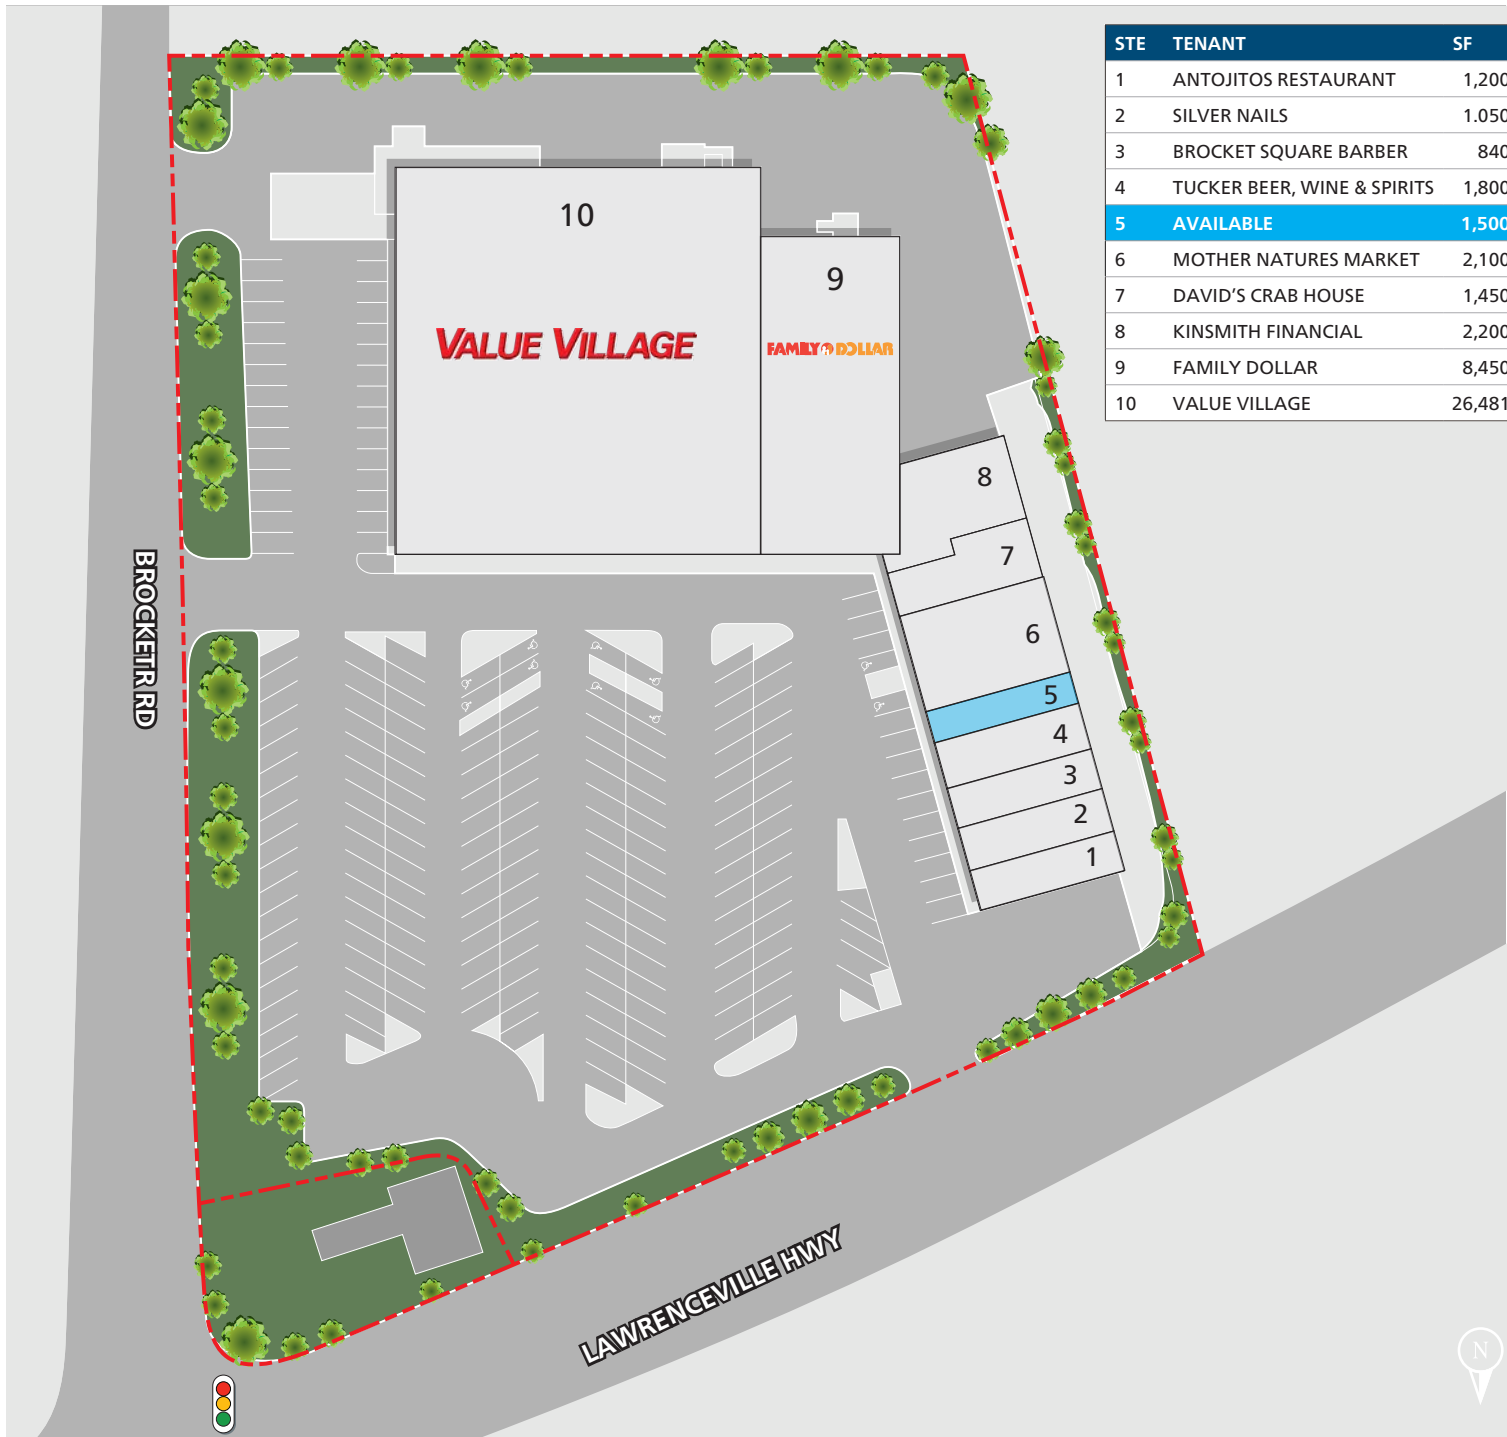 STE TENANT SF
1 ANTOJITOS RESTAURANT 1,200
2 SILVER NAILS 1.050
3 BROCKET SQUARE BARBER 840
4 TUCKER BEER, WINE & SPIRITS 1,800
5 AVAILABLE 1,500
6 MOTHER NATURES MARKET 2,100
7 DAVID'S CRAB HOUSE 1,450
8 KINSMITH FINANCIAL 2,200
9 FAMILY DOLLAR 8,450
10 VALUE VILLAGE 26,481
10
VALUE VILLAGE
9
FAMILY DOLLAR
8
7
6
5
4
3
2
1
BROCKETR RD
LAWRENCEVILLE HWY
N